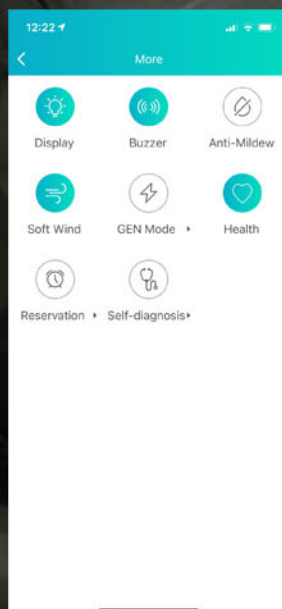 12:22
More
Display Buzzer Anti-Mildew
Soft Wind GEN Mode Health
Reservation Self-diagnosis